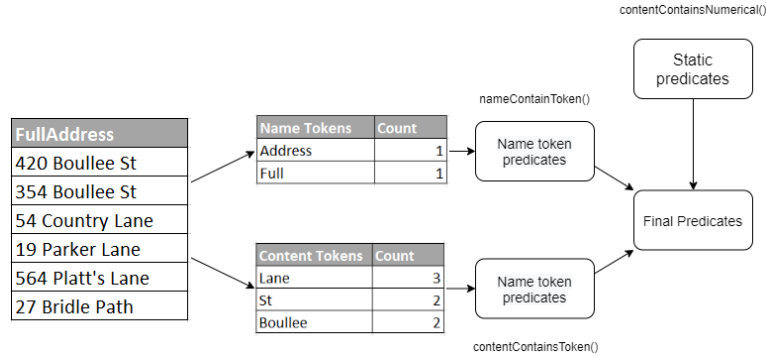 contentContainsNumerical()
Static
predicates
nameContainToken()
FullAddress
420 Boullee St
354 Boullee St
54 Country Lane
19 Parker Lane
564 Platt's Lane
27 Bridle Path
Name Tokens Count
Address 1
Full 1
Name token
predicates
Final Predicates
Content Tokens Count
Lane 3
St 2
Boullee 2
Name token
predicates
contentContainsToken()